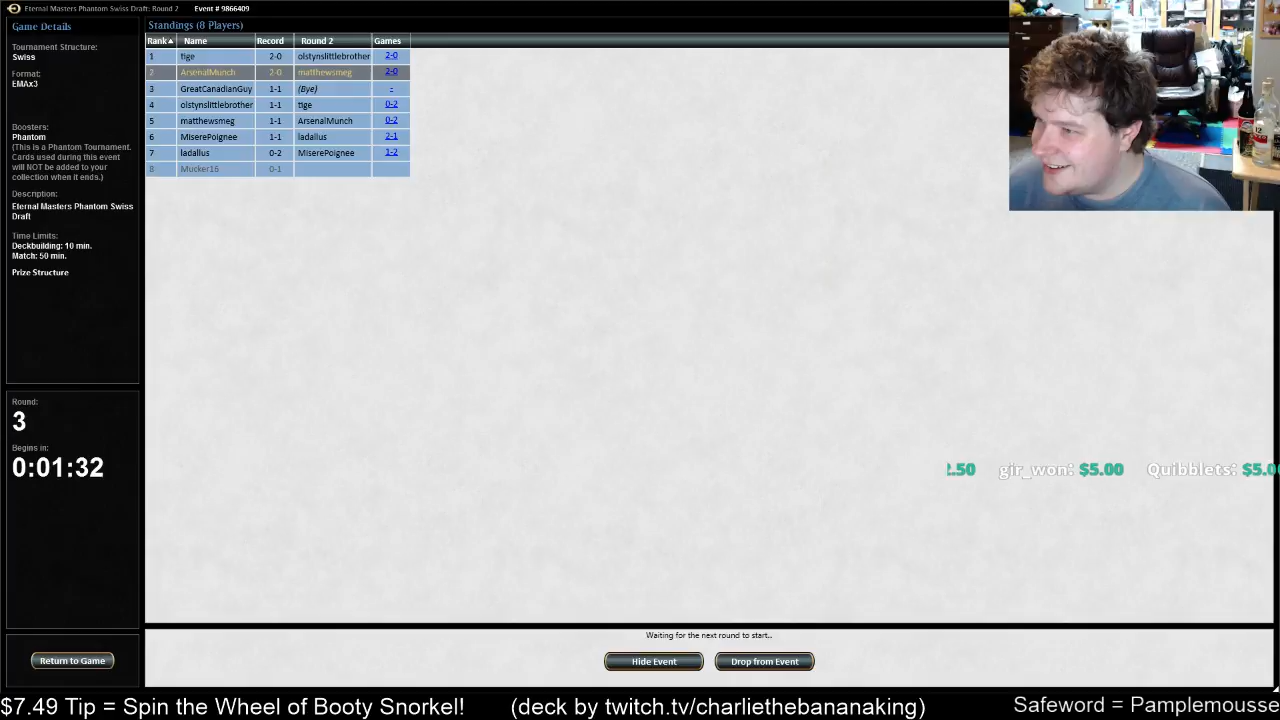 Eternal Masters Phantom Swiss Draft: Round 2 Event # 9866409
Game Details
Tournament Structure:
Swiss
Format:
EMAx3
Boosters:
Phantom
(This is a Phantom Tournament.
Cards used during this event
will NOT be added to your
collection when it ends.)
Description:
Eternal Masters Phantom Swiss
Draft
Time Limits:
Deckbuilding: 10 min.
Match: 50 min.
Prize Structure
Round:
3
Begins in:
0:01:32
Return to Game
Standings (8 Players)
Rank Name Record Round 2 Games
1 tige 2-0 olstynslittlebrother 2-0
2 ArsenalMunch 2-0 matthewsmeg 2-0
3 GreatCanadianGuy 1-1 (Bye) -
4 olstynslittlebrother 1-1 tige 0-2
5 matthewsmeg 1-1 ArsenalMunch 0-2
6 MiserePoignee 1-1 ladallus 2-1
7 ladallus 0-2 MiserePoignee 1-2
8 Mucker16 0-1
.50 gir_won: $5.00 Quibblets: $5.0
Waiting for the next round to start...
Hide Event Drop from Event
$7.49 Tip = Spin the Wheel of Booty Snorkel! (deck by twitch.tv/charliethebananaking) Safeword = Pamplemousse